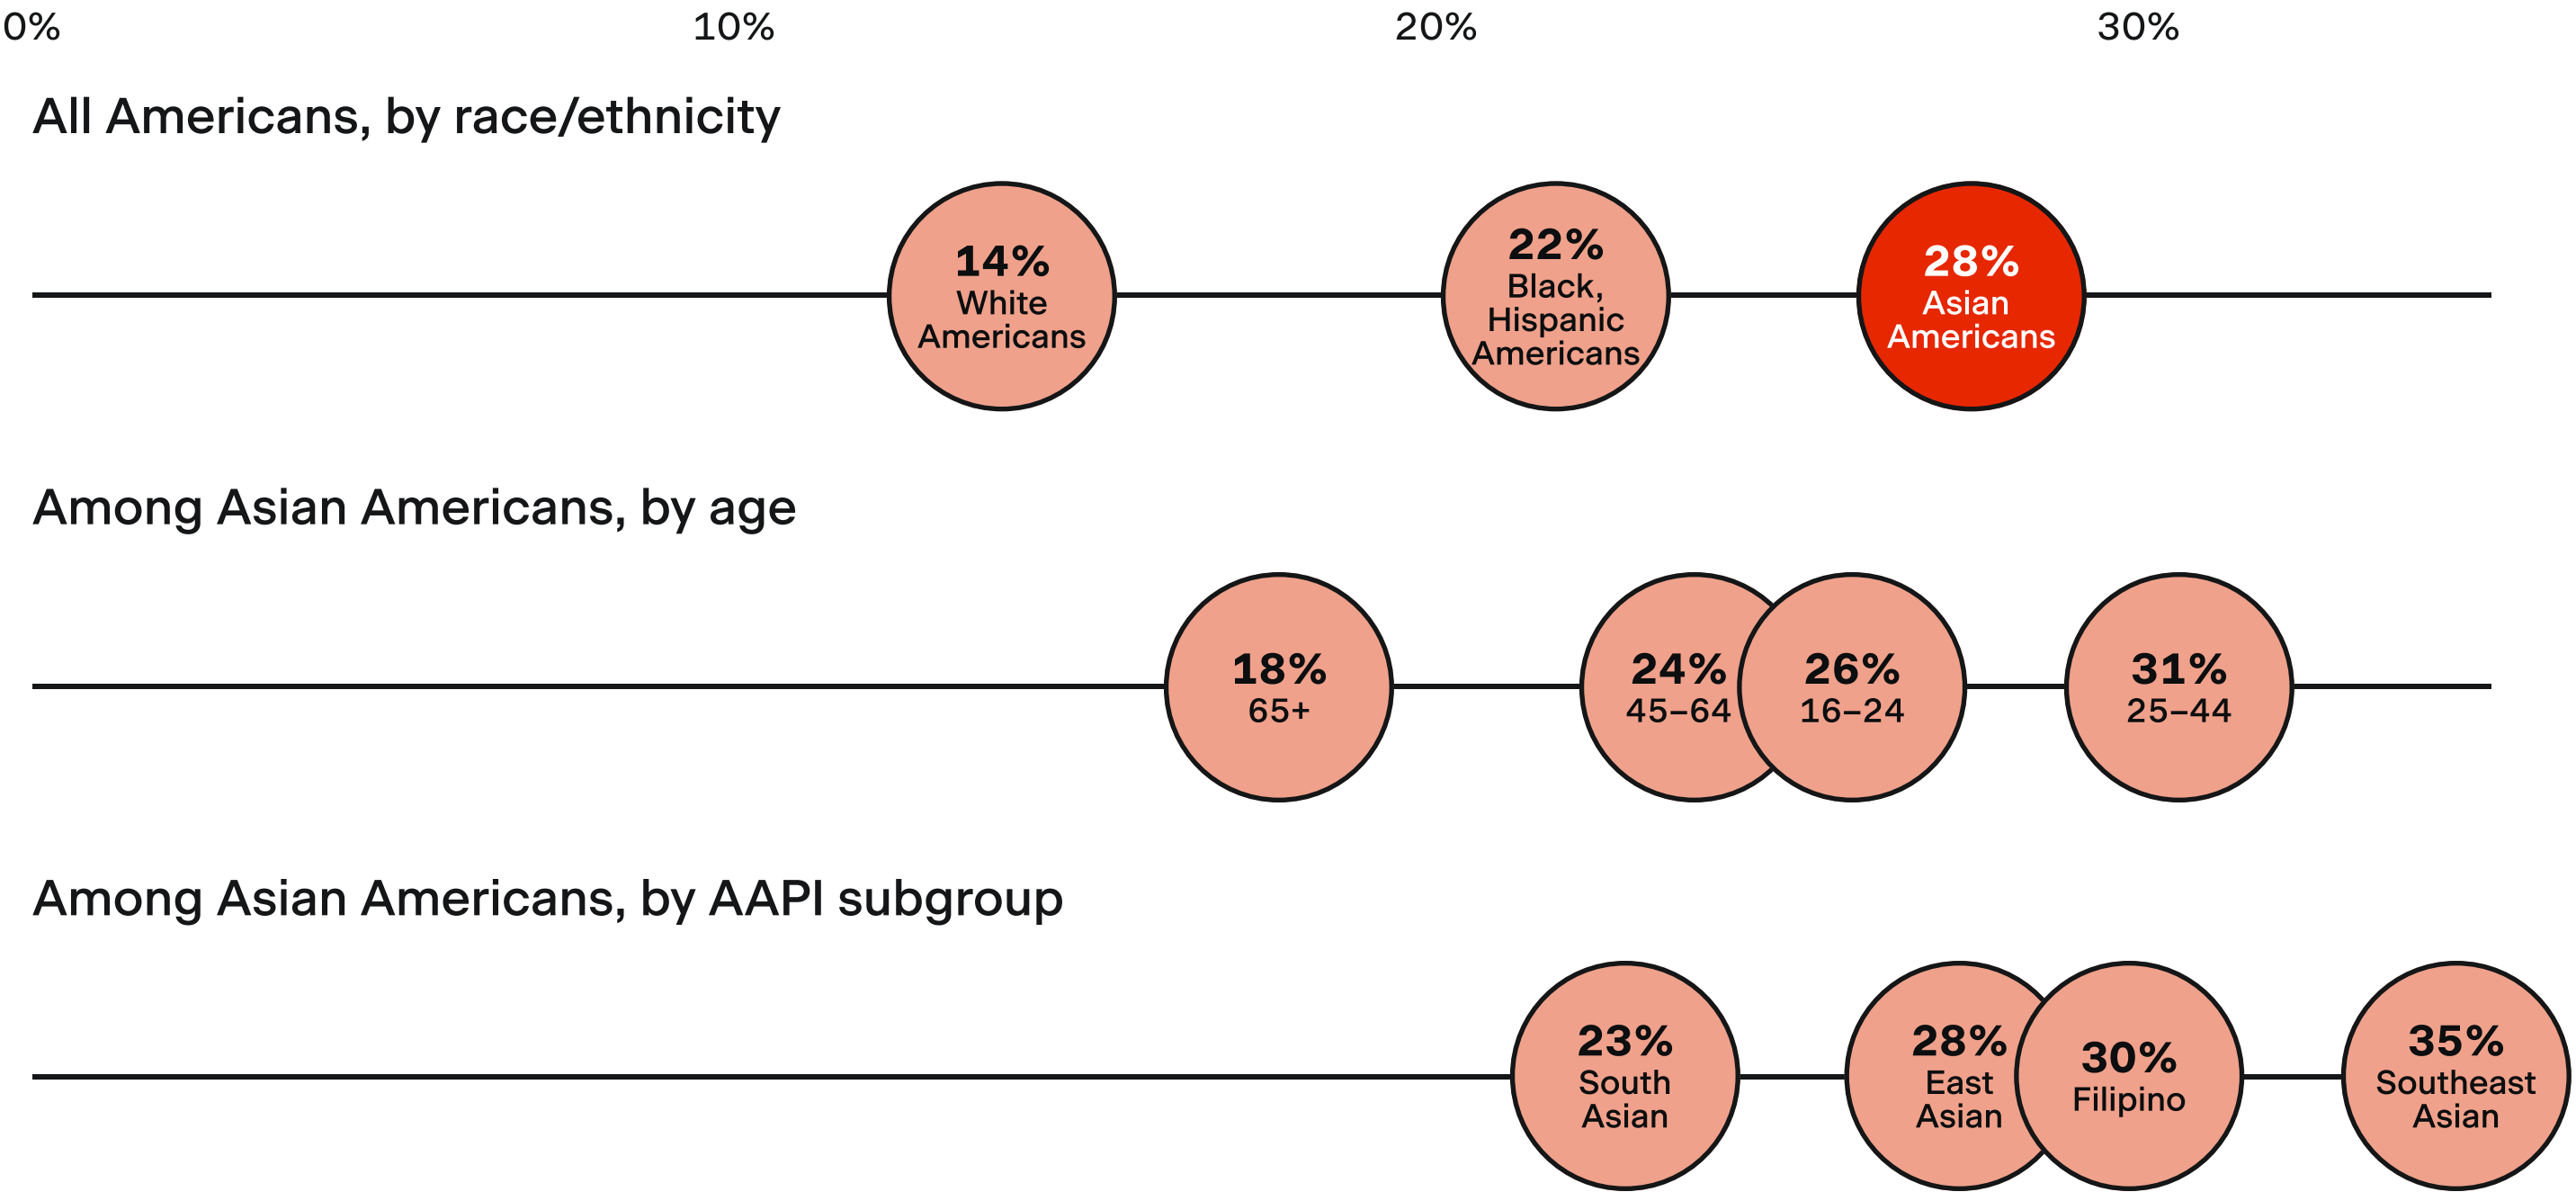 0% 10% 20% 30%
All Americans, by race/ethnicity
14%
White
Americans
22%
Black,
Hispanic
Americans
28%
Asian
Americans
Among Asian Americans, by age
18%
65+
24%
45–64
26%
16–24
31%
25–44
Among Asian Americans, by AAPI subgroup
23%
South
Asian
28%
East
Asian
30%
Filipino
35%
Southeast
Asian